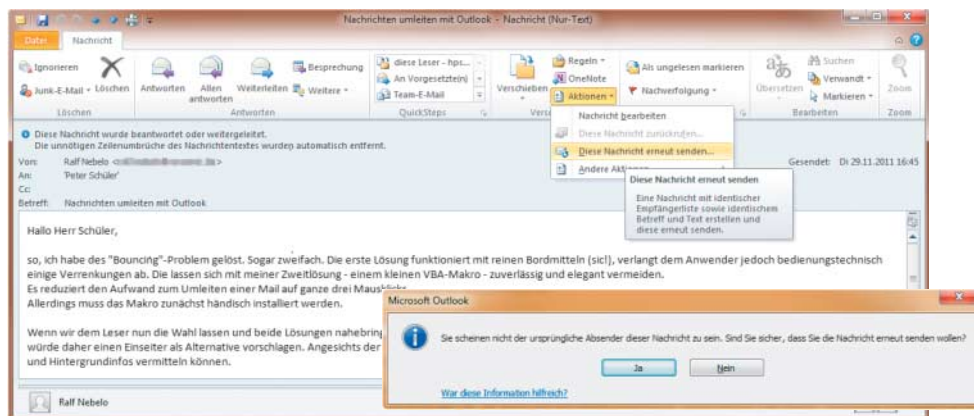 Nachrichten umleiten mit Outlook - Nachricht (Nur-Text)
Datei Nachricht
Ignorieren
Junk-E-Mail
Löschen
Löschen
Antworten
Allen antworten
Weiterleiten
Besprechung
Weitere
Antworten
diese Leser - hps...
An Vorgesetzte(n)
Team-E-Mail
QuickSteps
Verschieben
Regeln
OneNote
Aktionen
Als ungelesen markieren
Nachverfolgung
Übersetzen
Suchen
Verwandt
Markieren
Bearbeiten
Zoom
Zoom
Nachricht bearbeiten
Diese Nachricht zurückrufen...
Diese Nachricht erneut senden...
Andere
Diese Nachricht erneut senden
Eine Nachricht mit identischer
Empfängerliste sowie identischem
Betreff und Text erstellen und
diese erneut senden.
Diese Nachricht wurde beantwortet oder weitergeleitet.
Die unnötigen Zeilenumbrüche des Nachrichtentextes wurden automatisch entfernt.
Von: Ralf Nebelo
Gesendet: Di 29.11.2011 16:45
An: 'Peter Schüler'
Cc:
Betreff: Nachrichten umleiten mit Outlook
Hallo Herr Schüler,
so, ich habe des "Bouncing"-Problem gelöst. Sogar zweifach. Die erste Lösung funktioniert mit reinen Bordmitteln (sic!), verlangt dem Anwender jedoch bedienungstechnisch
einige Verrenkungen ab. Die lassen sich mit meiner Zweitlösung - einem kleinen VBA-Makro - zuverlässig und elegant vermeiden.
Es reduziert den Aufwand zum Umleiten einer Mail auf ganze drei Mausklicks.
Allerdings muss das Makro zunächst händisch installiert werden.
Wenn wir dem Leser nun die Wahl lassen und beide Lösungen nahebring
würde daher einen Einseiter als Alternative vorschlagen. Angesichts der
und Hintergrundinfos vermitteln können.
Ralf Nebelo
Microsoft Outlook
Sie scheinen nicht der ursprüngliche Absender dieser Nachricht zu sein. Sind Sie sicher, dass Sie die Nachricht erneut senden wollen?
Ja Nein
War diese Information hilfreich?